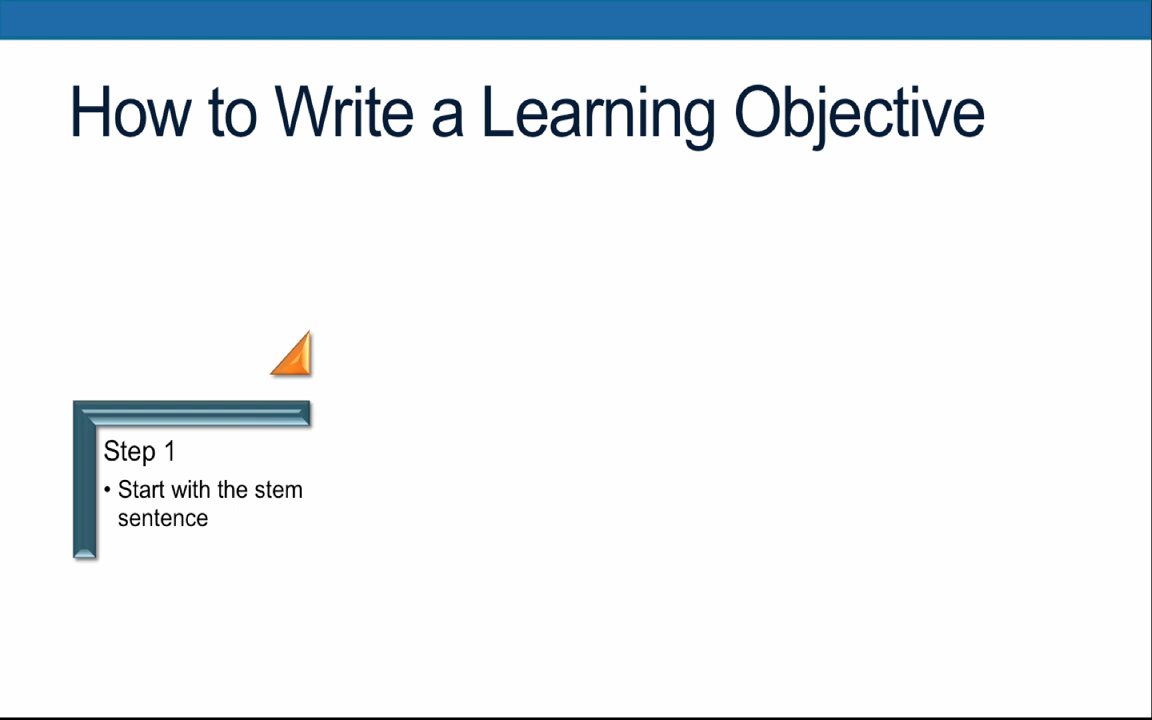 How to Write a Learning Objective
Step 1
• Start with the stem
sentence